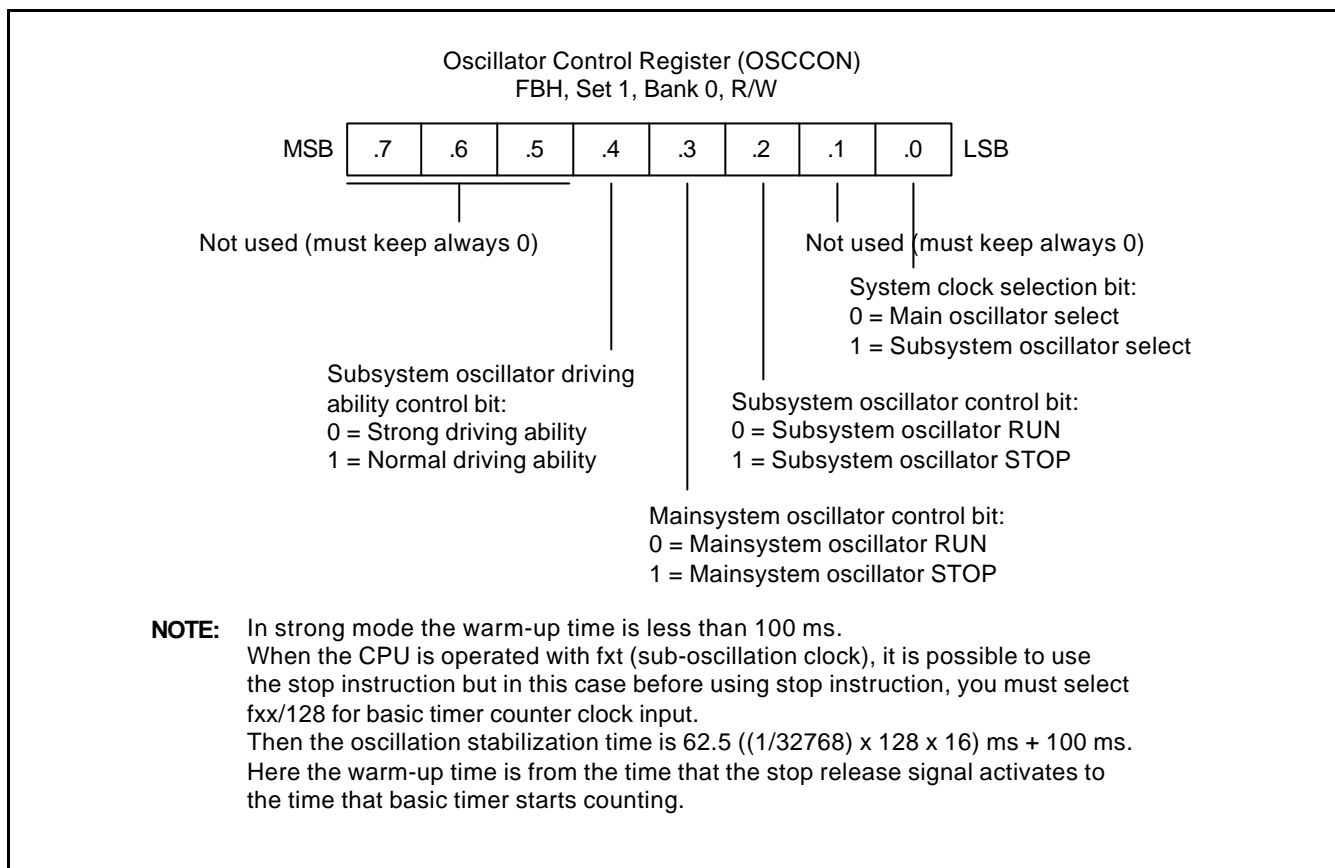 Oscillator Control Register (OSCCON)
FBH, Set 1, Bank 0, R/W
MSB .7 .6 .5 .4 .3 .2 .1 .0 LSB
Not used (must keep always 0)
Not used (must keep always 0)
System clock selection bit:
0 = Main oscillator select
1 = Subsystem oscillator select
Subsystem oscillator driving
ability control bit:
0 = Strong driving ability
1 = Normal driving ability
Subsystem oscillator control bit:
0 = Subsystem oscillator RUN
1 = Subsystem oscillator STOP
Mainsystem oscillator control bit:
0 = Mainsystem oscillator RUN
1 = Mainsystem oscillator STOP
NOTE: In strong mode the warm-up time is less than 100 ms.
When the CPU is operated with fxt (sub-oscillation clock), it is possible to use
the stop instruction but in this case before using stop instruction, you must select
fxx/128 for basic timer counter clock input.
Then the oscillation stabilization time is 62.5 ((1/32768) x 128 x 16) ms + 100 ms.
Here the warm-up time is from the time that the stop release signal activates to
the time that basic timer starts counting.